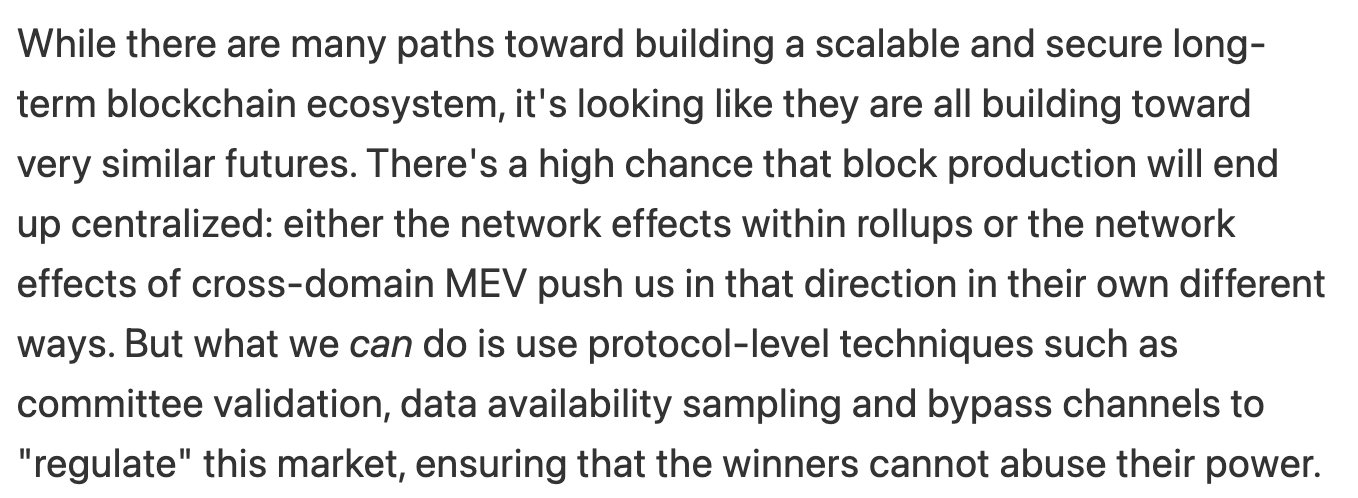 While there are many paths toward building a scalable and secure long-
term blockchain ecosystem, it's looking like they are all building toward
very similar futures. There's a high chance that block production will end
up centralized: either the network effects within rollups or the network
effects of cross-domain MEV push us in that direction in their own different
ways. But what we can do is use protocol-level techniques such as
committee validation, data availability sampling and bypass channels to
"regulate" this market, ensuring that the winners cannot abuse their power.